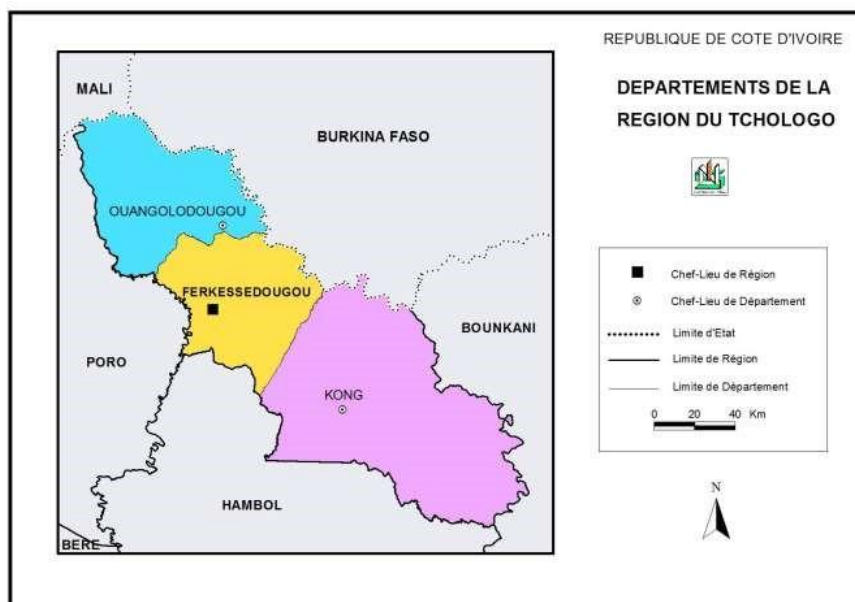 REPUBLIQUE DE COTE D'IVOIRE
DEPARTEMENTS DE LA
REGION DU TCHOLOGO
MALI
BURKINA FASO
OUANGOLODOUGOU
FERKESSEDOUGOU
BOUNKANI
PORO
KONG
HAMBOL
BERE
Chef-Lieu de Région
Chef-Lieu de Département
Limite d'Etat
Limite de Région
Limite de Département
0 20 40 Km
N